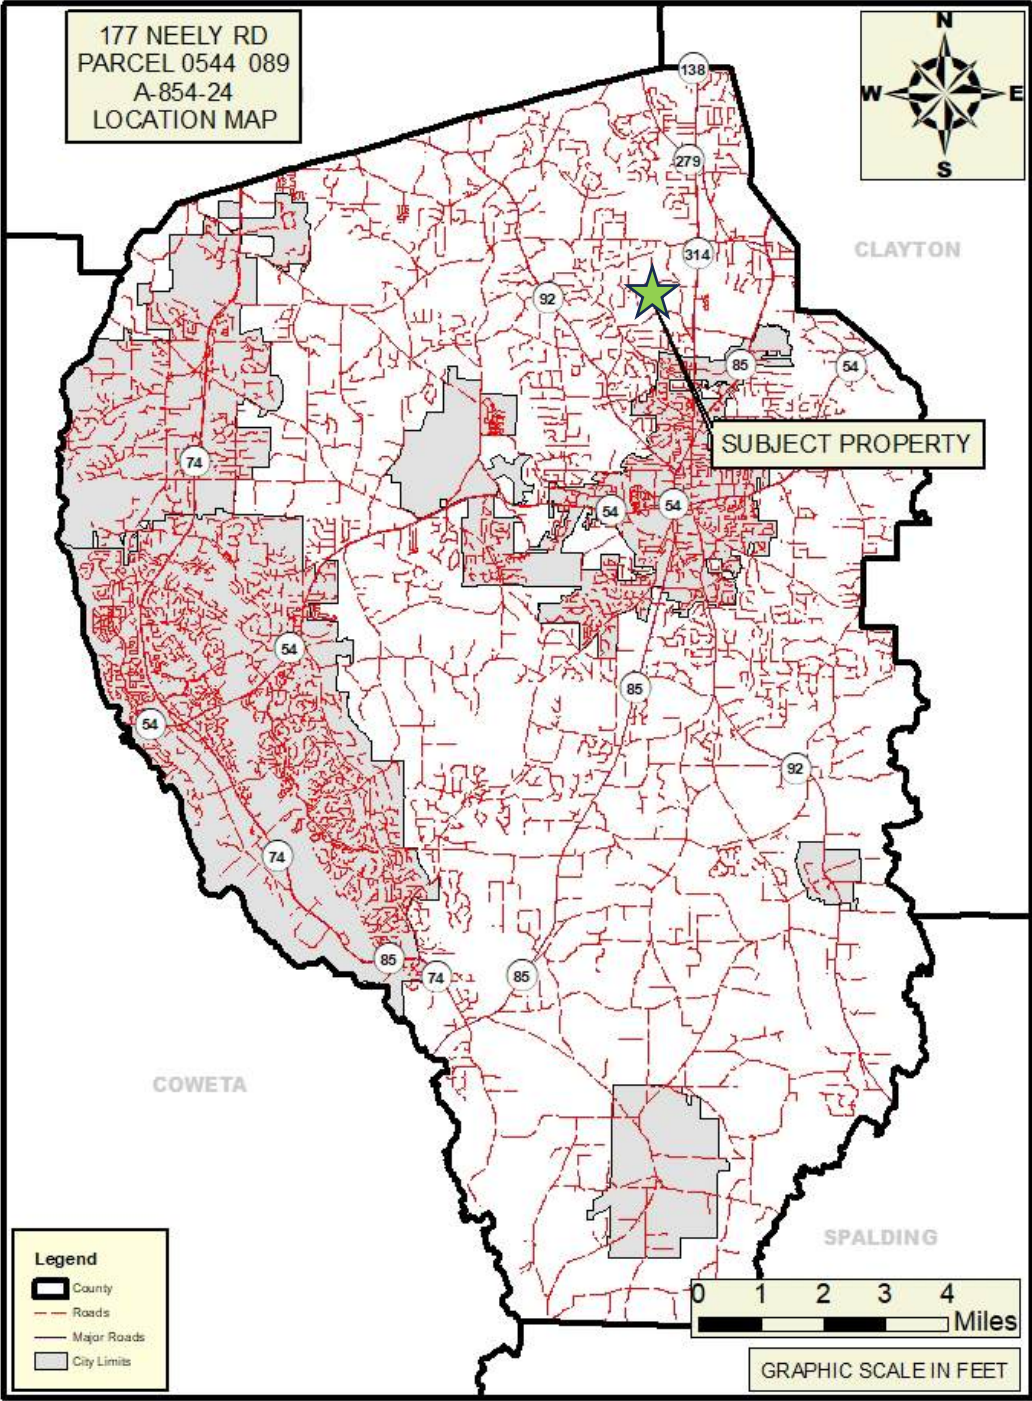 177 NEELY RD
PARCEL 0544 089
A-854-24
LOCATION MAP
N
W
E
S
138
279
CLAYTON
314
92
85
54
SUBJECT PROPERTY
74
54
54
54
85
54
92
74
85
74
85
COWETA
SPALDING
Legend
County
Roads
Major Roads
City Limits
0 1 2 3 4
Miles
GRAPHIC SCALE IN FEET